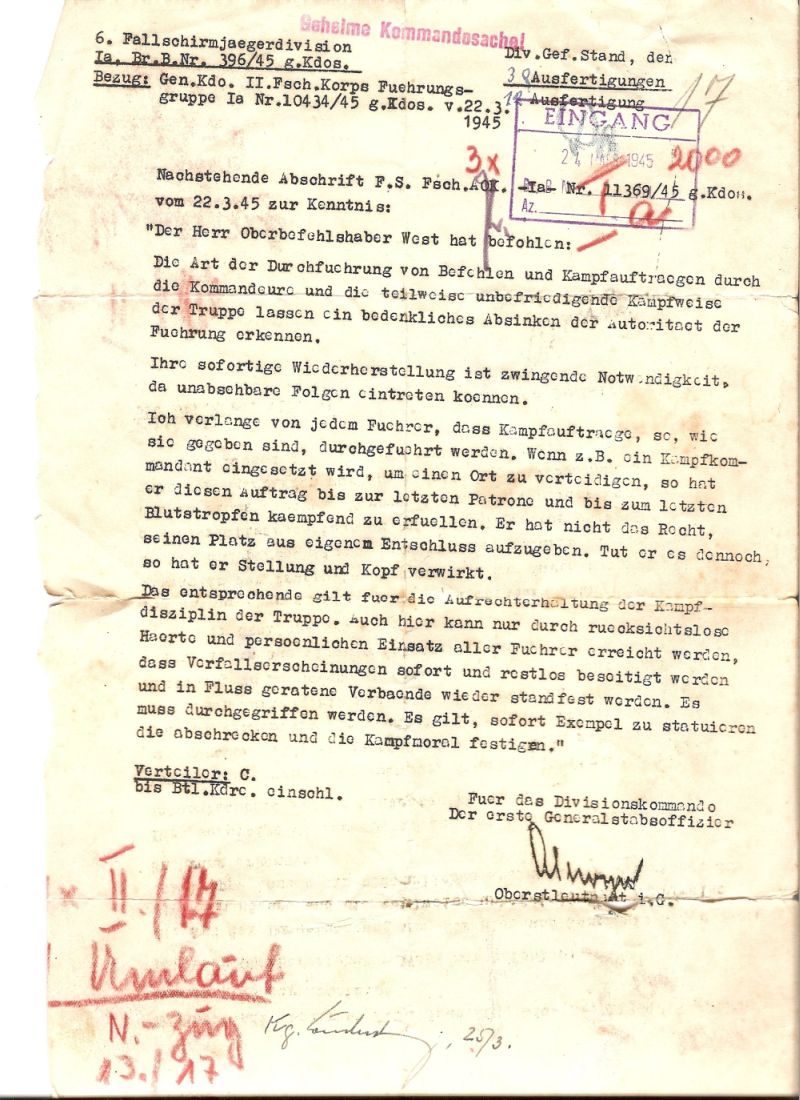 Geheime Kommandosache!
6. Fallschirmjaegerdivision
Div.Gef.Stand, den
Ia, Br.B.Nr. 396/45 g.Kdos.
38 Ausfertigungen
Bezug: Gen.Kdo. II.Fsch.Korps Fuehrungs-
gruppe Ia Nr.10434/45 g.Kdos. v.22.3.
1945
Ausfertigung
17
EINGANG
24 1945
2000
Az.
3x
a
Nachstehende Abschrift F.S. Fsch.AOK. -Ia- Nr. 11369/45 g.Kdos.
vom 22.3.45 zur Kenntnis:
"Der Herr Oberbefehlshaber West hat befohlen:
Die Art der Durchfuehrung von Befehlen und Kampfauftraegen durch
die Kommandeure und die teilweise unbefriedigende Kampfweise
der Truppe lassen ein bedenkliches Absinken der Autoritaet der
Fuehrung erkennen.
Ihre sofortige Wiederherstellung ist zwingende Notwendigkeit,
da unabsehbare Folgen eintreten koennen.
Ich verlange von jedem Fuehrer, dass Kampfauftraege, so, wie
sie gegeben sind, durchgefuehrt werden. Wenn z.B. ein Kampfkom-
mandant eingesetzt wird, um einen Ort zu verteidigen, so hat
er diesen Auftrag bis zur letzten Patrone und bis zum letzten
Blutstropfen kaempfend zu erfuellen. Er hat nicht das Recht,
seinen Platz aus eigenem Entschluss aufzugeben. Tut er es dennoch,
so hat er Stellung und Kopf verwirkt.
Das entsprechende gilt fuer die Aufrechterhaltung der Kampf-
disziplin der Truppe. Auch hier kann nur durch ruecksichtslose
Haerte und persoenlichen Einsatz aller Fuehrer erreicht werden,
dass Verfallserscheinungen sofort und restlos beseitigt werden
und in Fluss geratene Verbaende wieder standfest werden. Es
muss durchgegriffen werden. Es gilt, sofort Exempel zu statuieren
die abschrecken und die Kampfmoral festigen."
Verteiler: C.
bis Btl.Kdre. einschl.
Fuer das Divisionskommando
Der erste Generalstabsoffizier
Oberstleutnant i.G.
II./17
Umlauf
N.-Zug
13./17
Kg. 25/3.